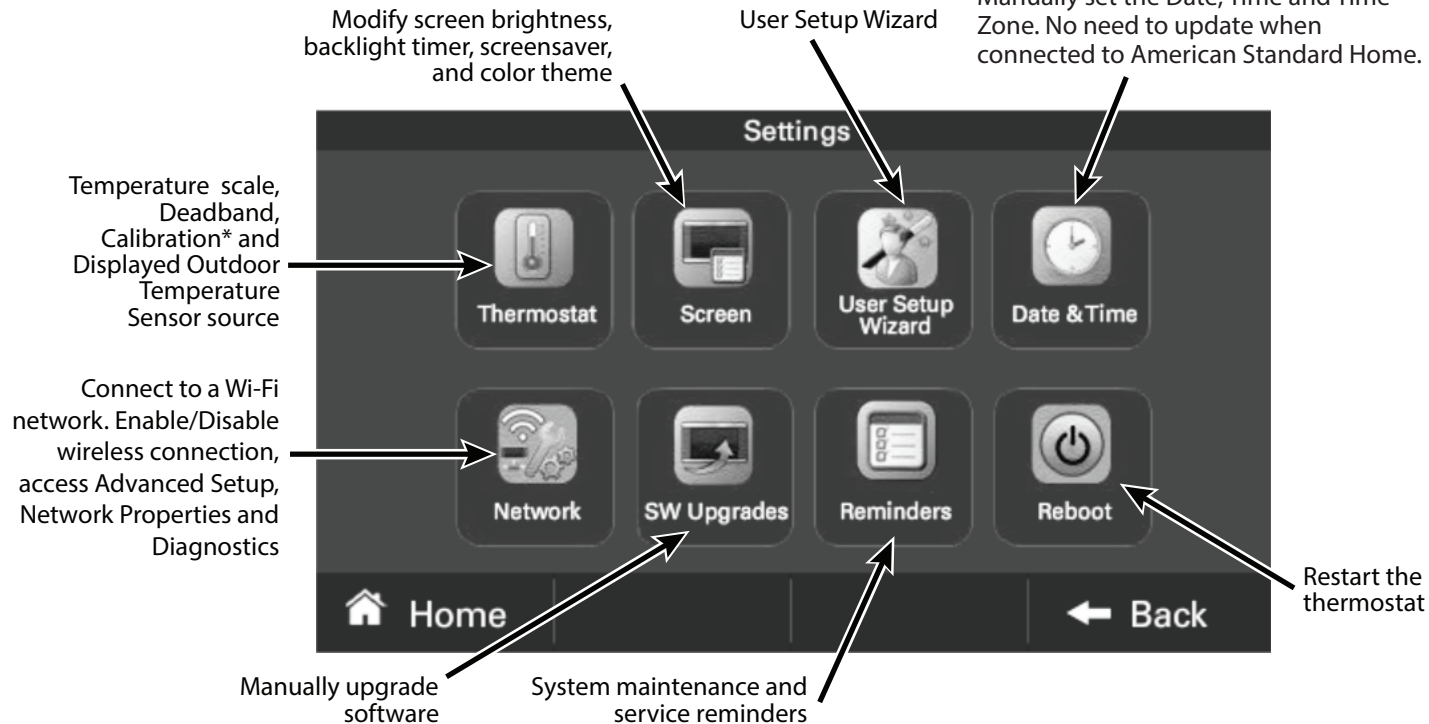 Manually set the Date, Time and Time
Zone. No need to update when
connected to American Standard Home.
Modify screen brightness,
backlight timer, screensaver,
and color theme
User Setup Wizard
Settings
Temperature scale,
Deadband,
Calibration* and
Displayed Outdoor
Temperature
Sensor source
Thermostat
Screen
User Setup
Wizard
Date & Time
Connect to a Wi-Fi
network. Enable/Disable
wireless connection,
access Advanced Setup,
Network Properties and
Diagnostics
Network
SW Upgrades
Reminders
Reboot
Restart the
thermostat
Home
Back
Manually upgrade
software
System maintenance and
service reminders